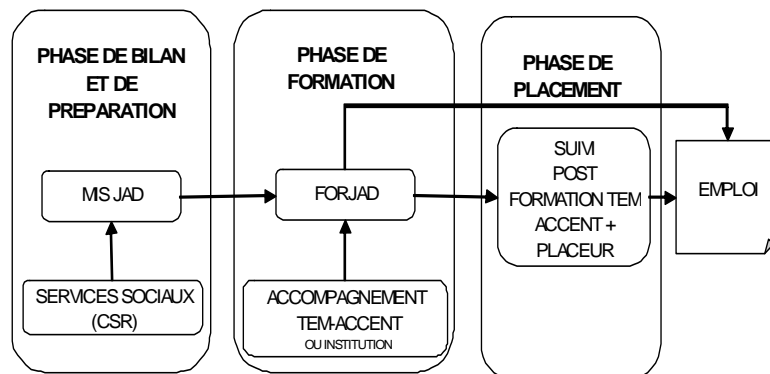 PHASE DE BILAN
ET DE
PREPARATION
MIS JAD
SERVICES SOCIAUX
(CSR)
PHASE DE
FORMATION
FORJAD
ACCOMPAGNEMENT
TEM-ACCENT
OU INSTITUTION
PHASE DE
PLACEMENT
SUIVI
POST
FORMATION TEM
ACCENT +
PLACEUR
EMPLOI